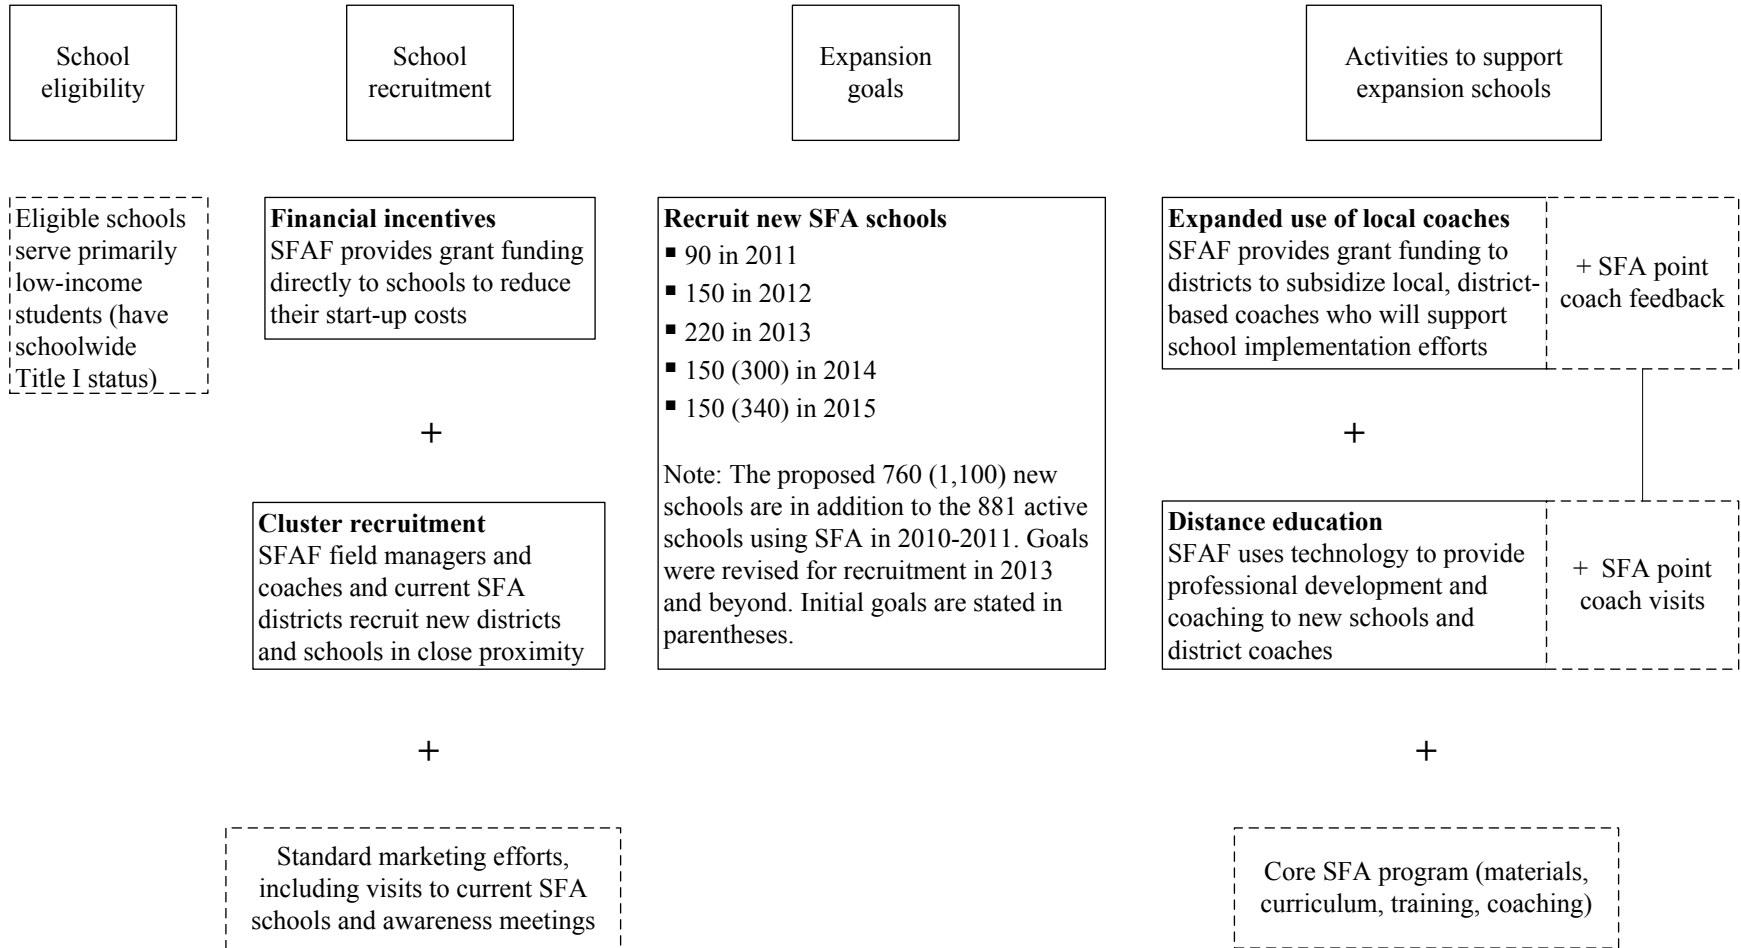 School
eligibility
School
recruitment
Expansion
goals
Activities to support
expansion schools
Eligible schools
serve primarily
low-income
students (have
schoolwide
Title I status)
Financial incentives
SFAF provides grant funding
directly to schools to reduce
their start-up costs
+
Cluster recruitment
SFAF field managers and
coaches and current SFA
districts recruit new districts
and schools in close proximity
+
Standard marketing efforts,
including visits to current SFA
schools and awareness meetings
Recruit new SFA schools
▪ 90 in 2011
▪ 150 in 2012
▪ 220 in 2013
▪ 150 (300) in 2014
▪ 150 (340) in 2015
Note: The proposed 760 (1,100) new
schools are in addition to the 881 active
schools using SFA in 2010-2011. Goals
were revised for recruitment in 2013
and beyond. Initial goals are stated in
parentheses.
Expanded use of local coaches
SFAF provides grant funding to
districts to subsidize local, district-
based coaches who will support
school implementation efforts
+ SFA point
coach feedback
+
Distance education
SFAF uses technology to provide
professional development and
coaching to new schools and
district coaches
+ SFA point
coach visits
+
Core SFA program (materials,
curriculum, training, coaching)